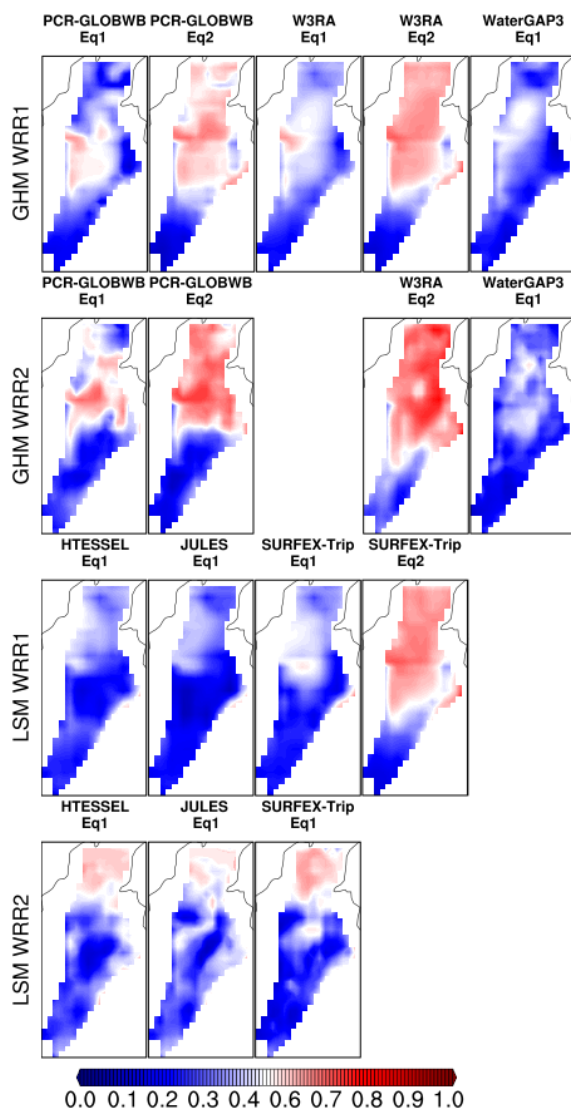 PCR-GLOBWB PCR-GLOBWB W3RA W3RA WaterGAP3
Eq1 Eq2 Eq1 Eq2 Eq1
GHM WRR1
PCR-GLOBWB PCR-GLOBWB W3RA WaterGAP3
Eq1 Eq2 Eq2 Eq1
GHM WRR2
HTESSEL JULES SURFEX-Trip SURFEX-Trip
Eq1 Eq1 Eq1 Eq2
LSM WRR1
HTESSEL JULES SURFEX-Trip
Eq1 Eq1 Eq1
LSM WRR2
0.0 0.1 0.2 0.3 0.4 0.5 0.6 0.7 0.8 0.9 1.0